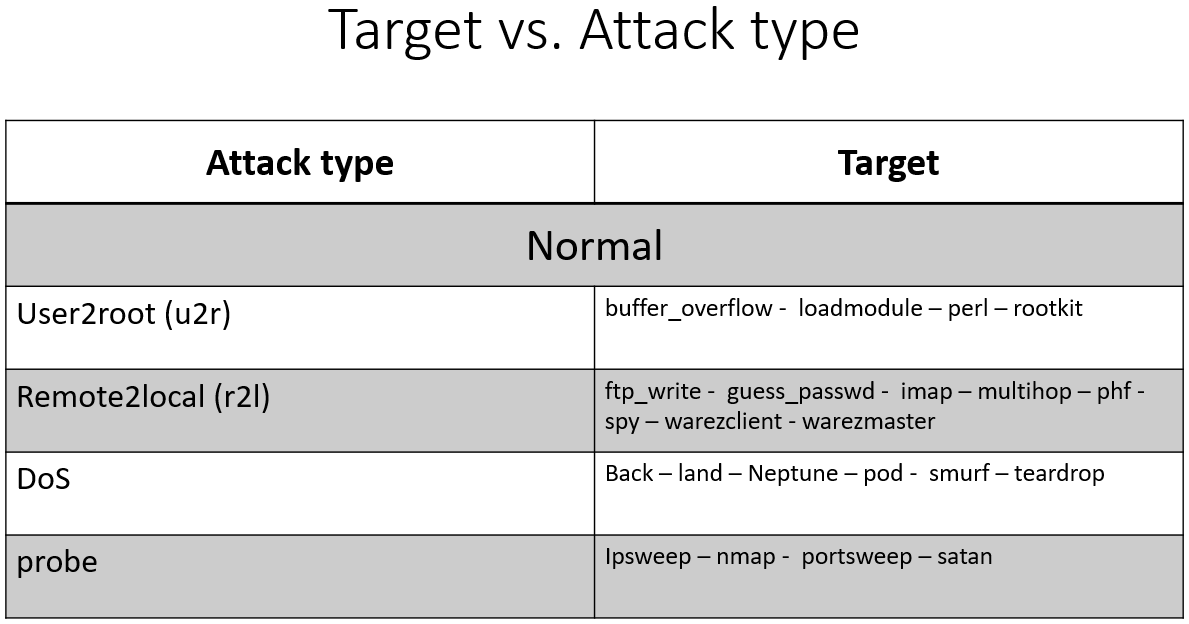 Target vs. Attack type
Attack type
Target
Normal
User2root (u2r)
buffer_overflow -  loadmodule – perl – rootkit
Remote2local (r2l)
ftp_write -  guess_passwd -  imap – multihop – phf -
spy – warezclient - warezmaster
DoS
Back – land – Neptune – pod -  smurf – teardrop
probe
Ipsweep – nmap -  portsweep – satan